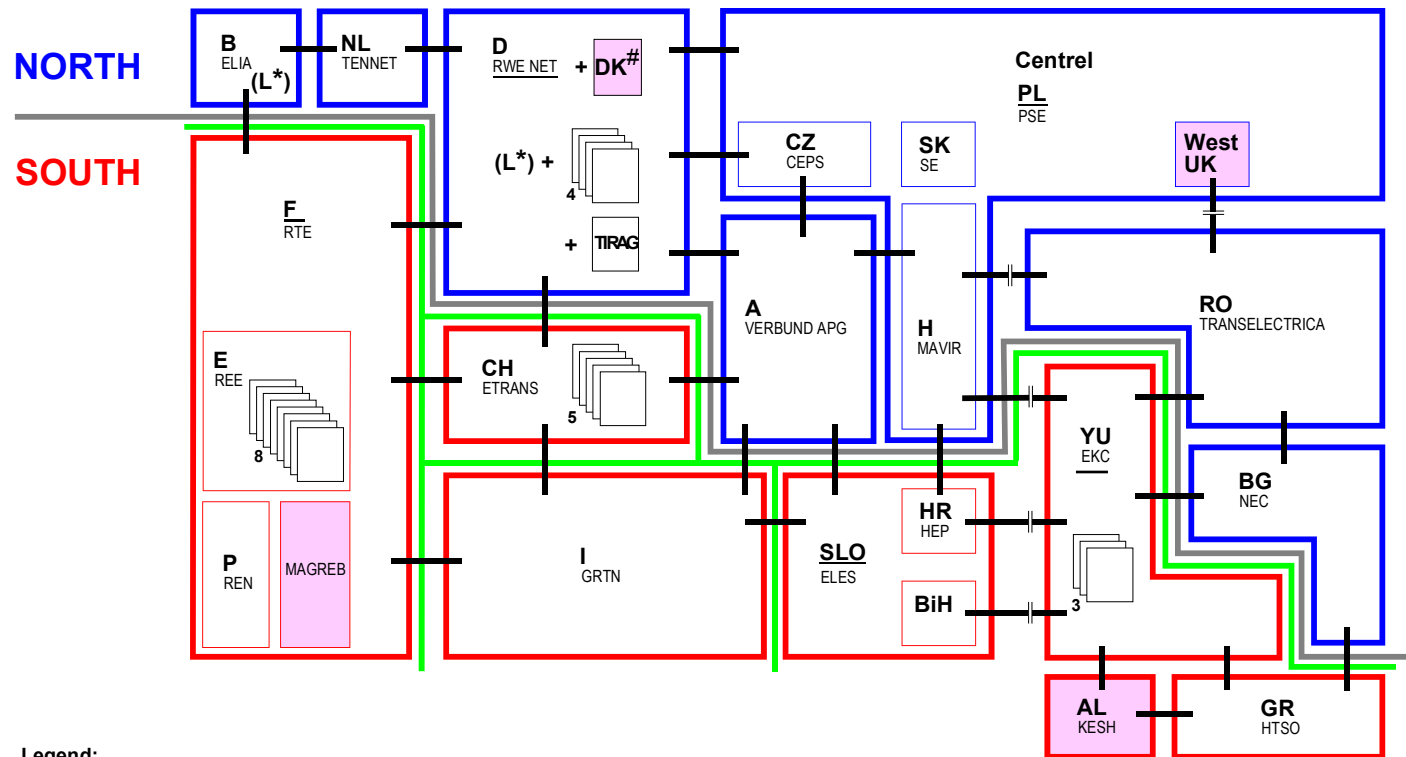 NORTH
SOUTH
B
ELIA
(L*)
NL
TENNET
D
RWE NET
+
DK#
(L*) +
4
+
TIRAG
Centrel
PL
PSE
CZ
CEPS
SK
SE
West
UK
F
RTE
A
VERBUND APG
H
MAVIR
RO
TRANSELECTRICA
E
REE
8
CH
ETRANS
5
YU
EKC
3
BG
NEC
P
REN
MAGREB
I
GRTN
SLO
ELES
HR
HEP
BiH
AL
KESH
GR
HTSO
Legend: